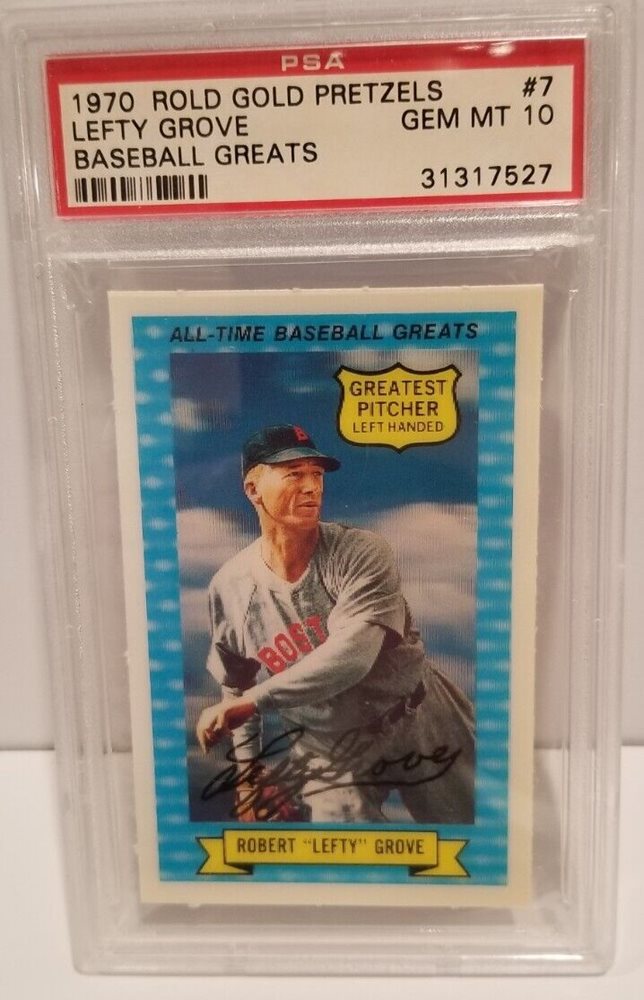 PSA
1970 ROLD GOLD PRETZELS #7
LEFTY GROVE GEM MT 10
BASEBALL GREATS
31317527
ALL-TIME BASEBALL GREATS
GREATEST
PITCHER
LEFT HANDED
B
BOST
Lefty Grove
ROBERT "LEFTY" GROVE